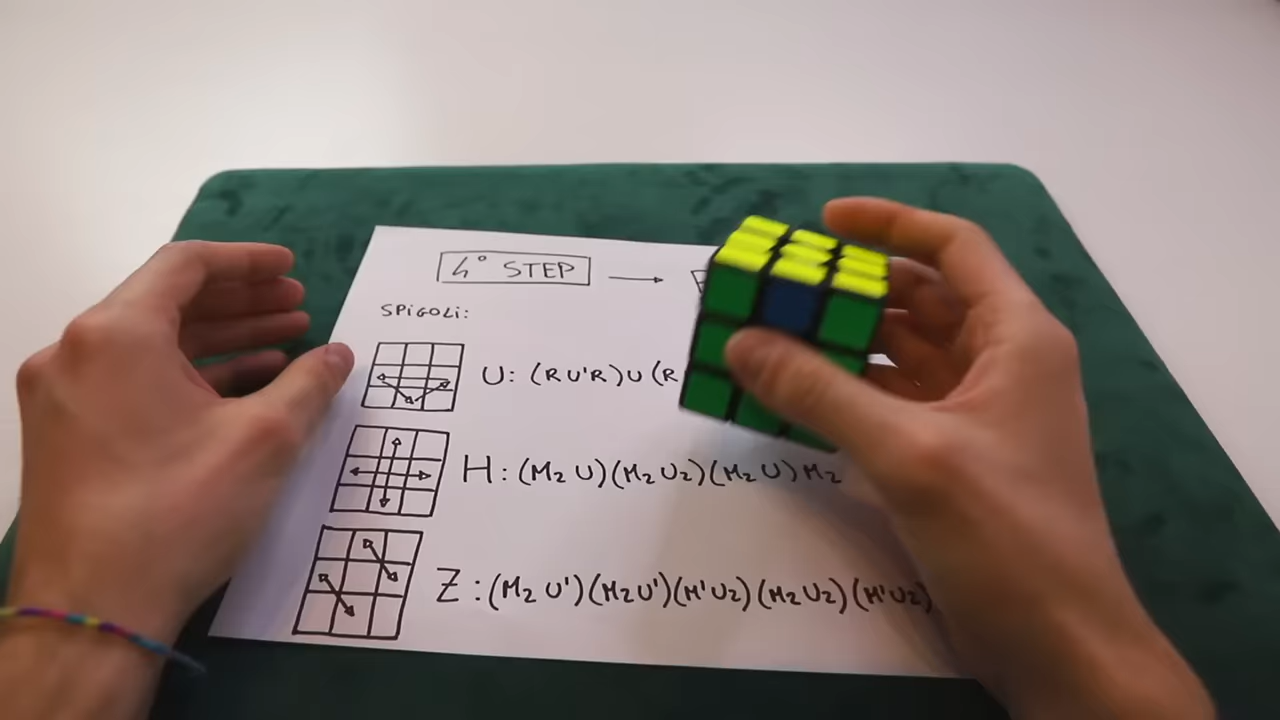 4° STEP
SPIGOLI:
U: (R U'R)U (R
H: (M2 U)(M2 U2)(M2 U) M2
Z: (M2 U')(M2 U')(M'U2)(M2 U2)(M'U2)